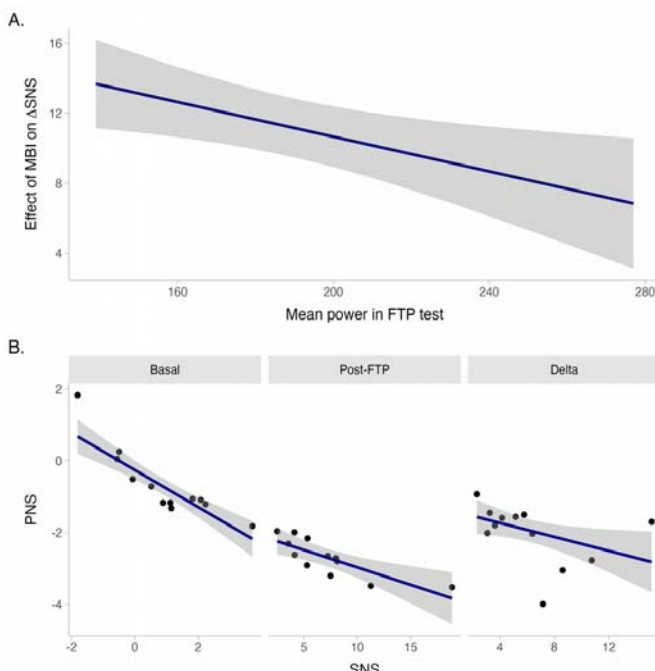 A.
16
12
8
4
Effect of MBI on ΔSNS
160 200 240 280
Mean power in FTP test
B.
Basal Post-FTP Delta
2
0
-2
-4
PNS
-2 0 2 5 10 15 4 8 12
SNS